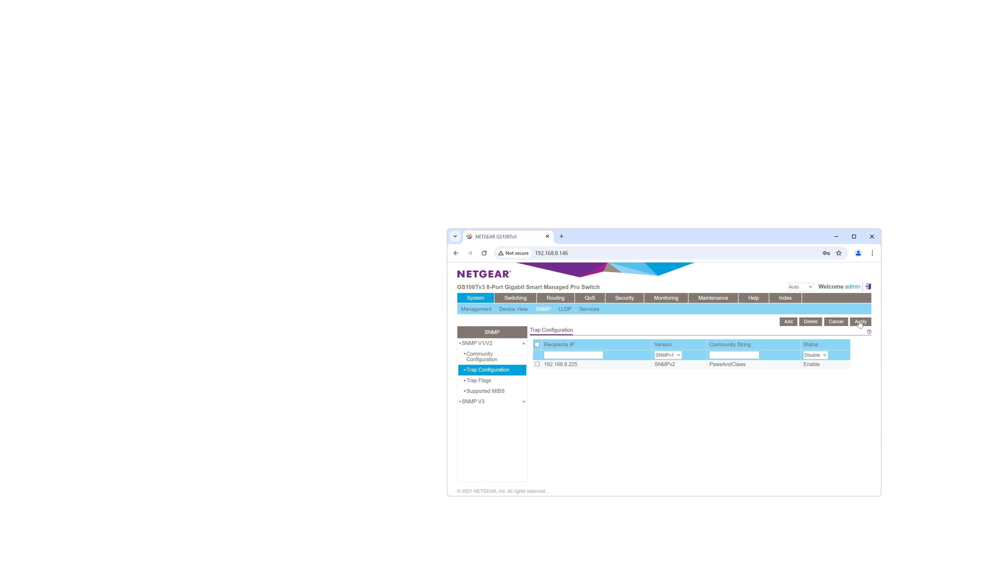 NETGEAR GS108Tv3
Not secure 192.168.8.146
NETGEAR®
GS108Tv3 8-Port Gigabit Smart Managed Pro Switch
Auto Welcome admin
System Switching Routing QoS Security Monitoring Maintenance Help Index
Management Device View SNMP LLDP Services
Add Delete Cancel Apply
SNMP
SNMP V1/V2
Community
Configuration
Trap Configuration
Trap Flags
Supported MIBS
SNMP V3
Trap Configuration
Recipients IP Version Community String Status
SNMPv1 Disable
192.168.8.225 SNMPv2 PawsAndClaws Enable
© 2021 NETGEAR, Inc. All rights reserved.